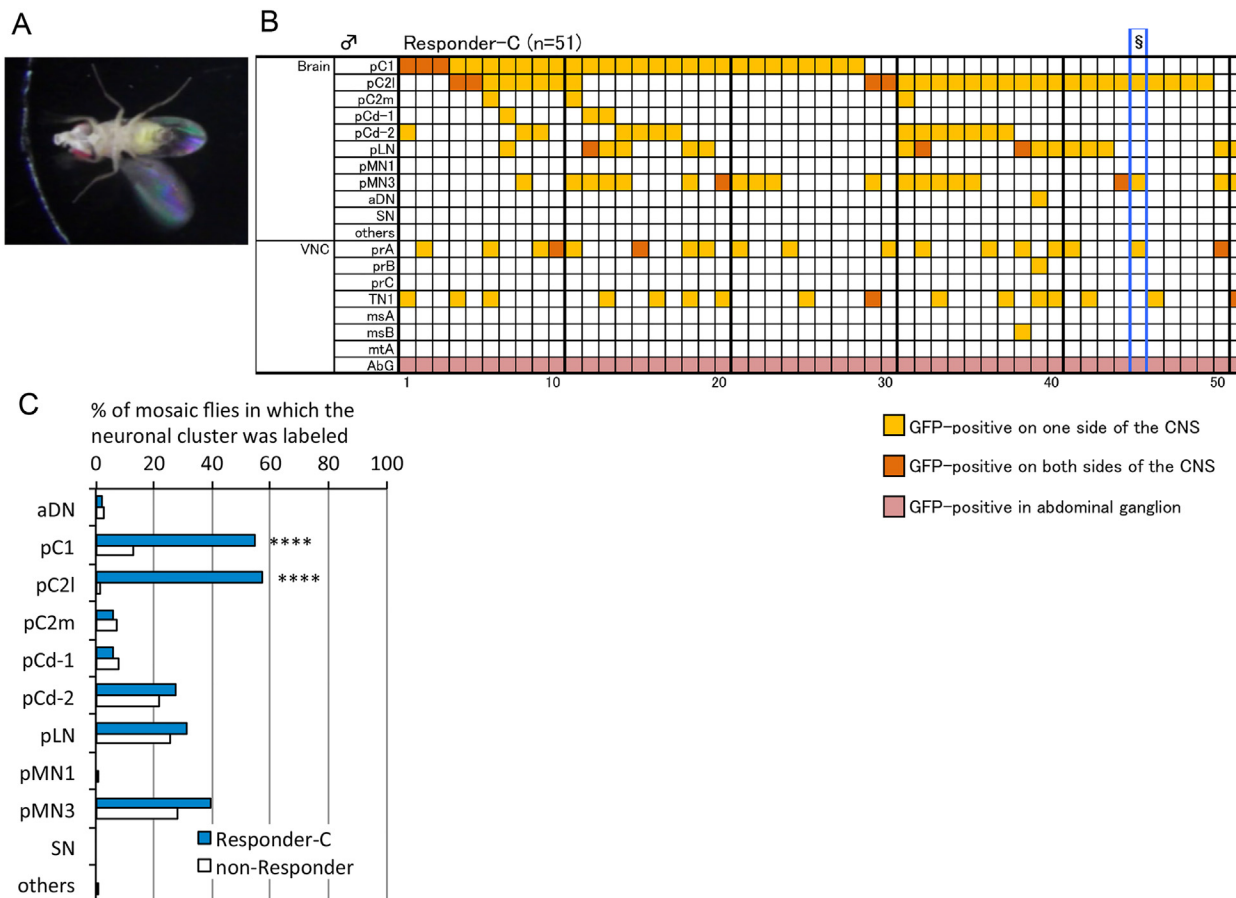 A
B
♂ Responder-C (n=51)
§
Brain
pC1
pC2l
pC2m
pCd-1
pCd-2
pLN
pMN1
pMN3
aDN
SN
others
VNC
prA
prB
prC
TN1
msA
msB
mtA
AbG
1 10 20 30 40 50
GFP-positive on one side of the CNS
GFP-positive on both sides of the CNS
GFP-positive in abdominal ganglion
C
% of mosaic flies in which the
neuronal cluster was labeled
0 20 40 60 80 100
aDN
pC1 ****
pC2l ****
pC2m
pCd-1
pCd-2
pLN
pMN1
pMN3
SN
others
Responder-C
non-Responder